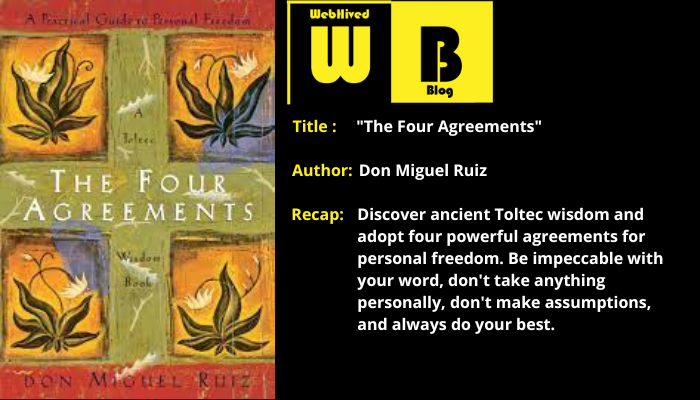 A Practical Guide to Personal Freedom
A
Toltec
THE FOUR
AGREEMENTS
Wisdom
Book
DON MIGUEL RUIZ
WebHived
W
B
Blog
Title : "The Four Agreements"
Author: Don Miguel Ruiz
Recap: Discover ancient Toltec wisdom and
adopt four powerful agreements for
personal freedom. Be impeccable with
your word, don't take anything
personally, don't make assumptions,
and always do your best.